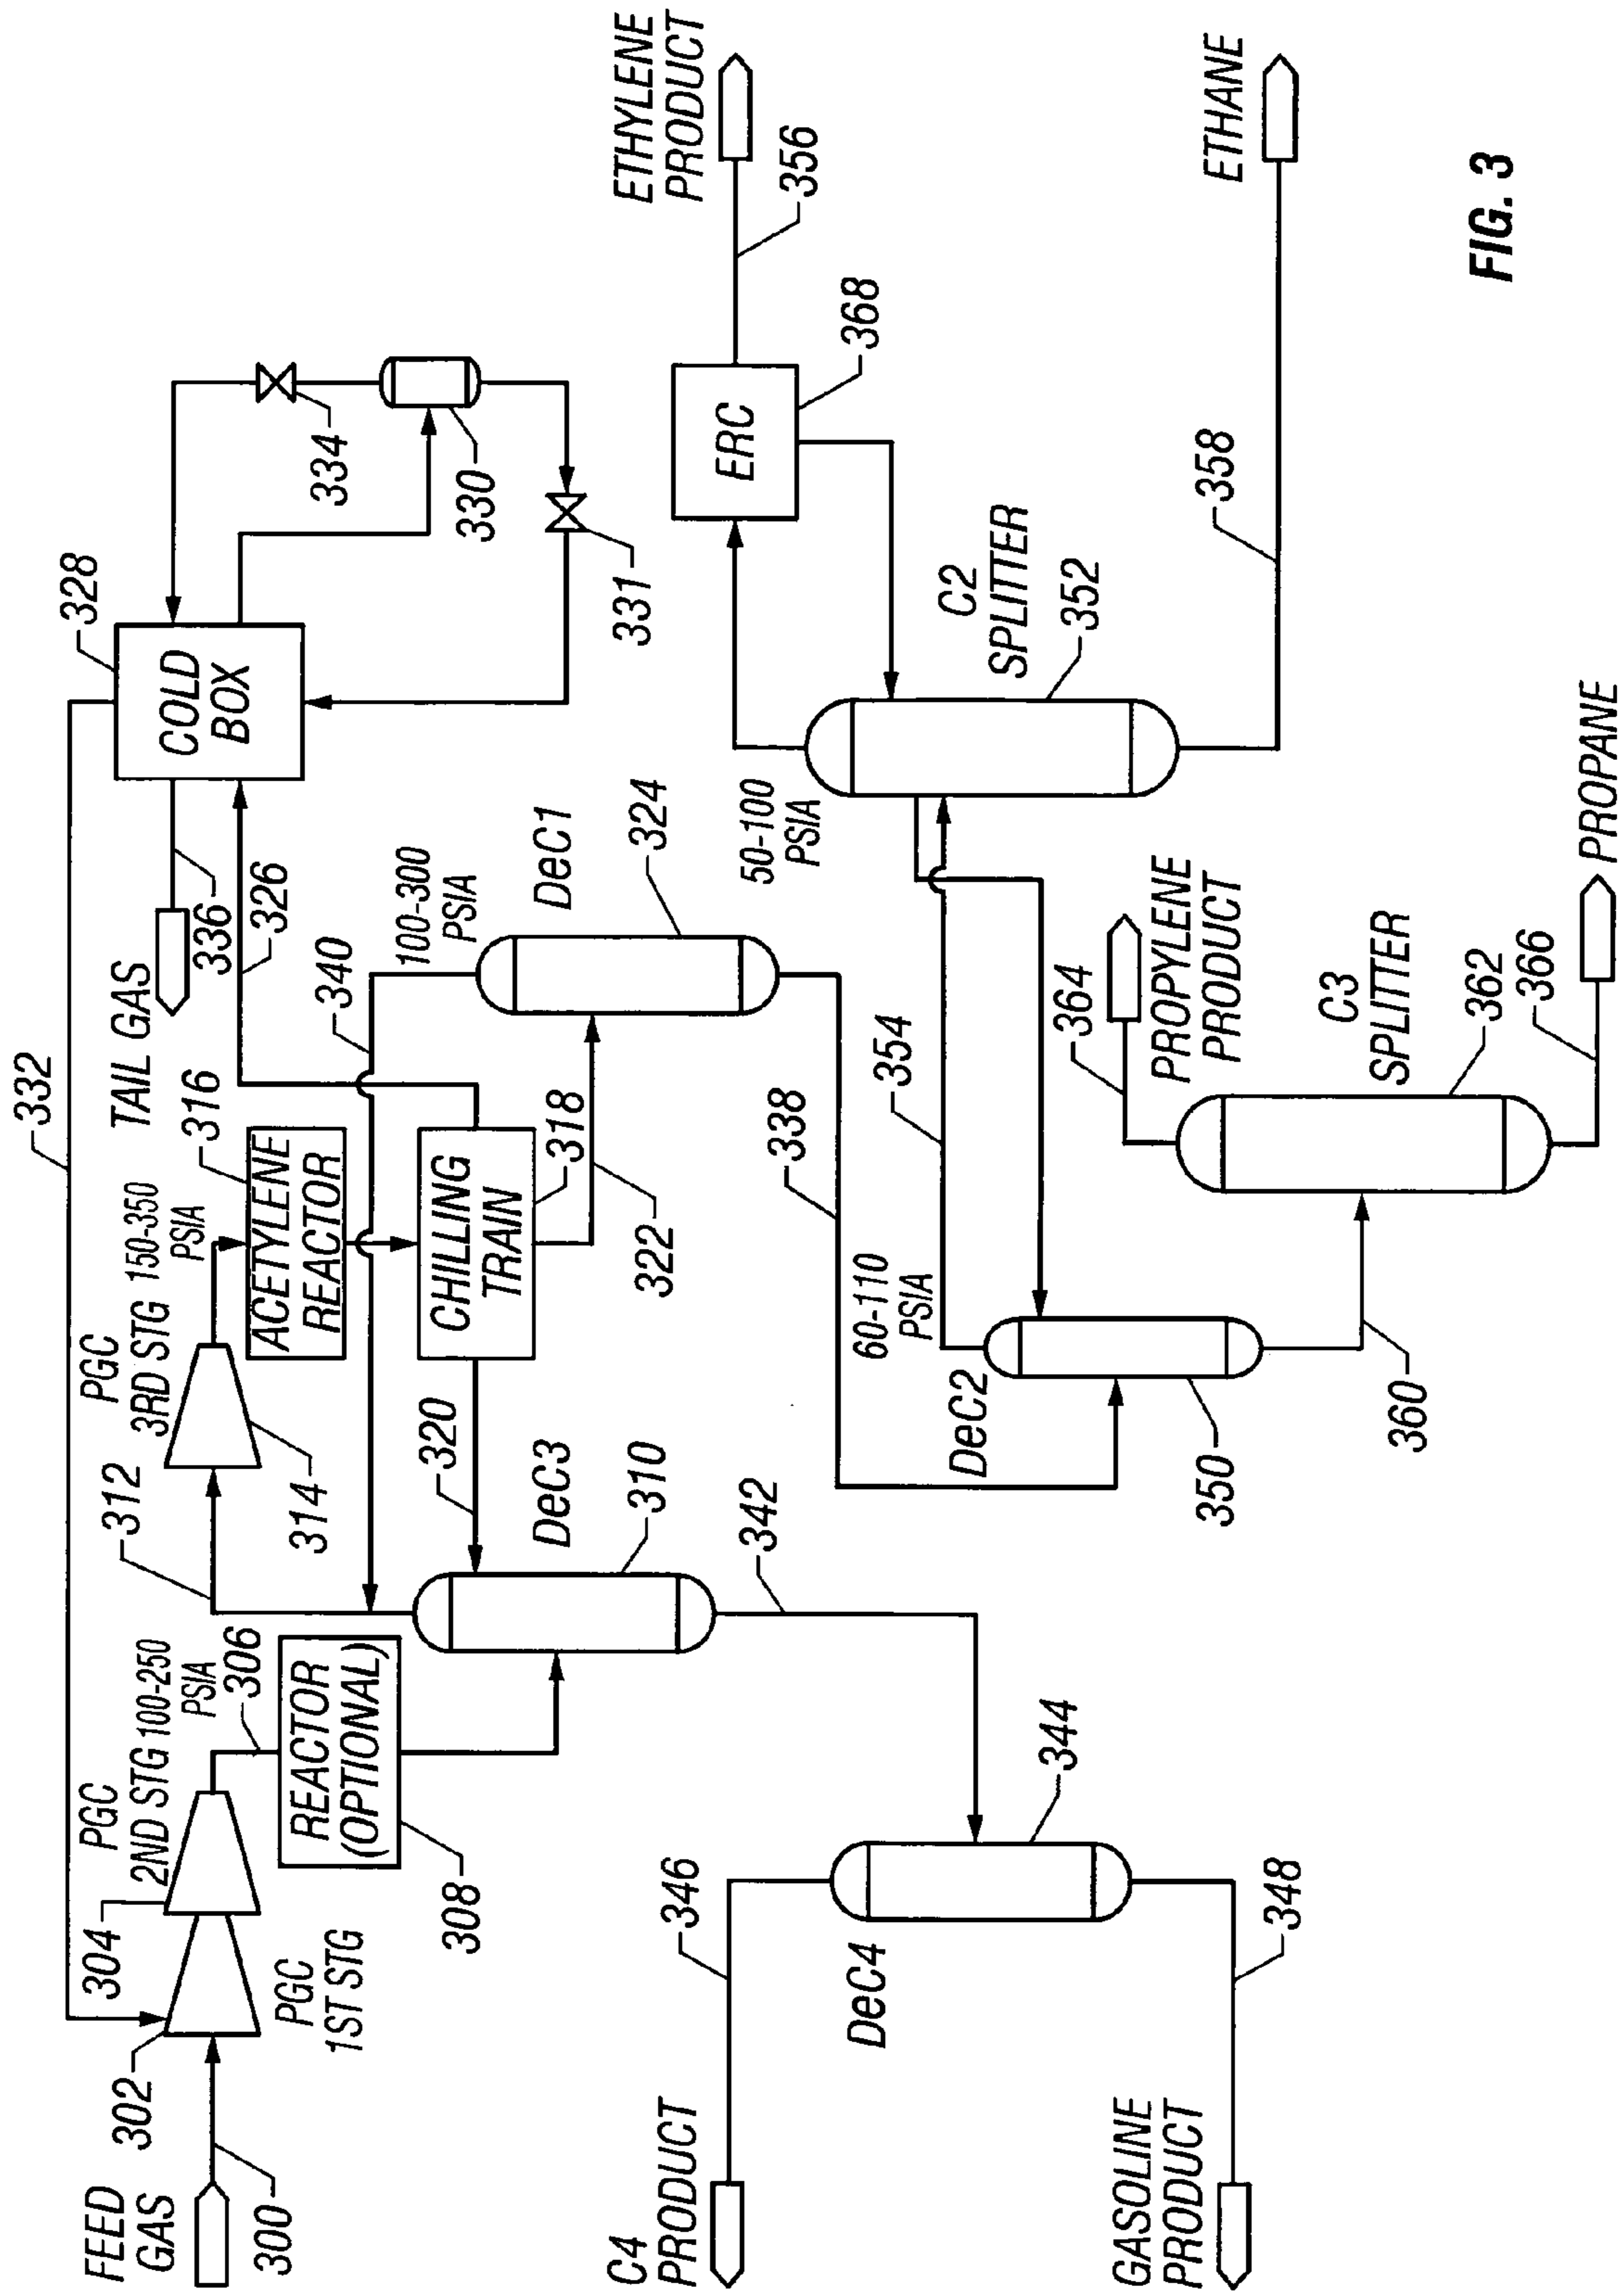 FEED
GAS
300
302
304
PGC
1ST STG
PGC
2ND STG
100-250
PSIA
306
REACTOR
(OPTIONAL)
308
312
314
PGC
3RD STG
150-350
PSIA
332
ACETYLENE
REACTOR
316
TAIL GAS
336
326
328
COLD
BOX
334
330
331
340
CHILLING
TRAIN
318
320
322
DeC3
310
100-300
PSIA
DeC1
324
342
338
C4
PRODUCT
346
DeC4
344
GASOLINE
PRODUCT
348
60-110
PSIA
DeC2
350
354
360
50-100
PSIA
C2
SPLITTER
352
ERC
368
ETHYLENE
PRODUCT
356
358
ETHANE
364
PROPYLENE
PRODUCT
C3
SPLITTER
362
366
PROPANE
FIG. 3